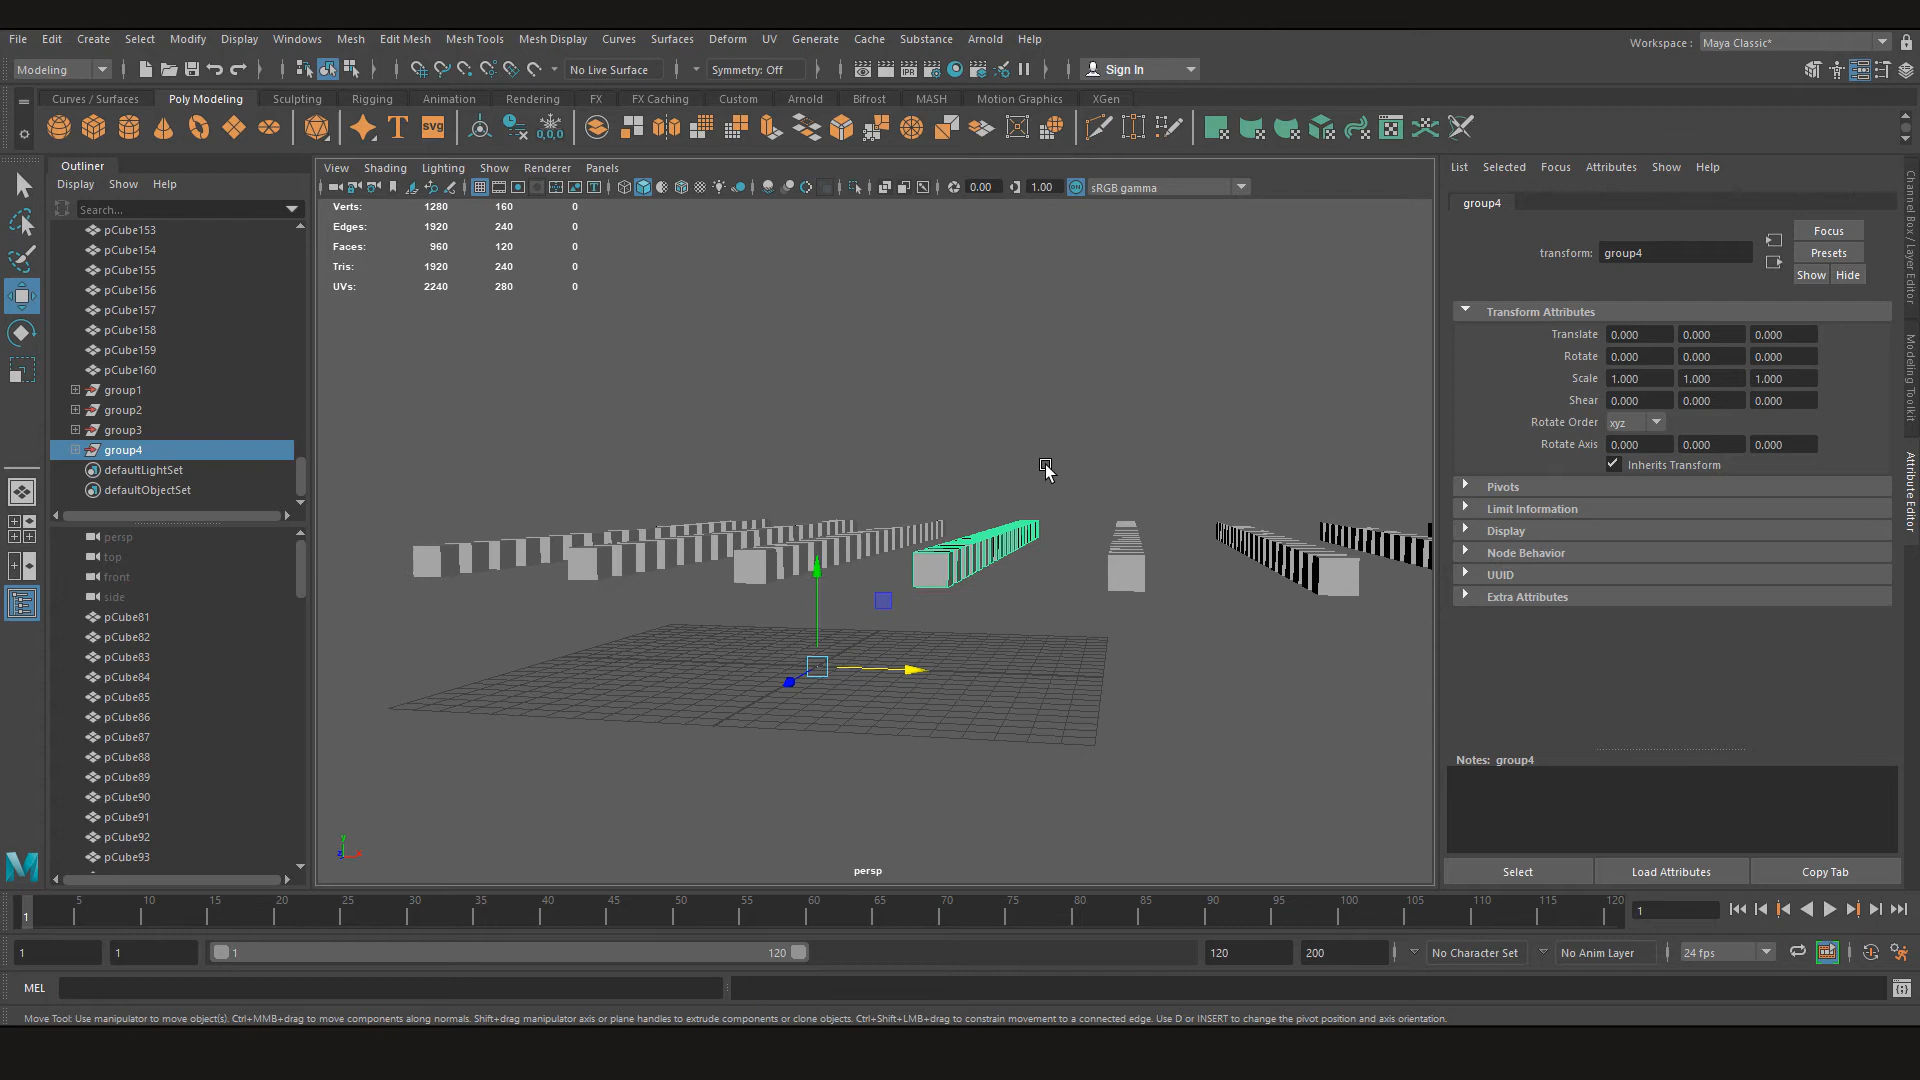 File Edit Create Select Modify Display Windows Mesh Edit Mesh Mesh Tools Mesh Display Curves Surfaces Deform UV Generate Cache Substance Arnold Help
Workspace : Maya Classic*
Modeling No Live Surface Symmetry: Off Sign In
Curves / Surfaces Poly Modeling Sculpting Rigging Animation Rendering FX FX Caching Custom Arnold Bifrost MASH Motion Graphics XGen
T SVG 0,0,0
Outliner
Display Show Help
Search...
pCube153
pCube154
pCube155
pCube156
pCube157
pCube158
pCube159
pCube160
group1
group2
group3
group4
defaultLightSet
defaultObjectSet
persp
top
front
side
pCube81
pCube82
pCube83
pCube84
pCube85
pCube86
pCube87
pCube88
pCube89
pCube90
pCube91
pCube92
pCube93
View Shading Lighting Show Renderer Panels
0.00 1.00 ON sRGB gamma
Verts: 1280 160 0
Edges: 1920 240 0
Faces: 960 120 0
Tris: 1920 240 0
UVs: 2240 280 0
persp
List Selected Focus Attributes Show Help
group4
Focus
transform: group4 Presets
Show Hide
Transform Attributes
Translate 0.000 0.000 0.000
Rotate 0.000 0.000 0.000
Scale 1.000 1.000 1.000
Shear 0.000 0.000 0.000
Rotate Order xyz
Rotate Axis 0.000 0.000 0.000
Inherits Transform
Pivots
Limit Information
Display
Node Behavior
UUID
Extra Attributes
Notes: group4
Select Load Attributes Copy Tab
Channel Box / Layer Editor
Modeling Toolkit
Attribute Editor
1 5 10 15 20 25 30 35 40 45 50 55 60 65 70 75 80 85 90 95 100 105 110 115 120 1
1 1 1 120 120 200 No Character Set No Anim Layer 24 fps
MEL
Move Tool: Use manipulator to move object(s). Ctrl+MMB+drag to move components along normals. Shift+drag manipulator axis or plane handles to extrude components or clone objects. Ctrl+Shift+LMB+drag to constrain movement to a connected edge. Use D or INSERT to change the pivot position and axis orientation.